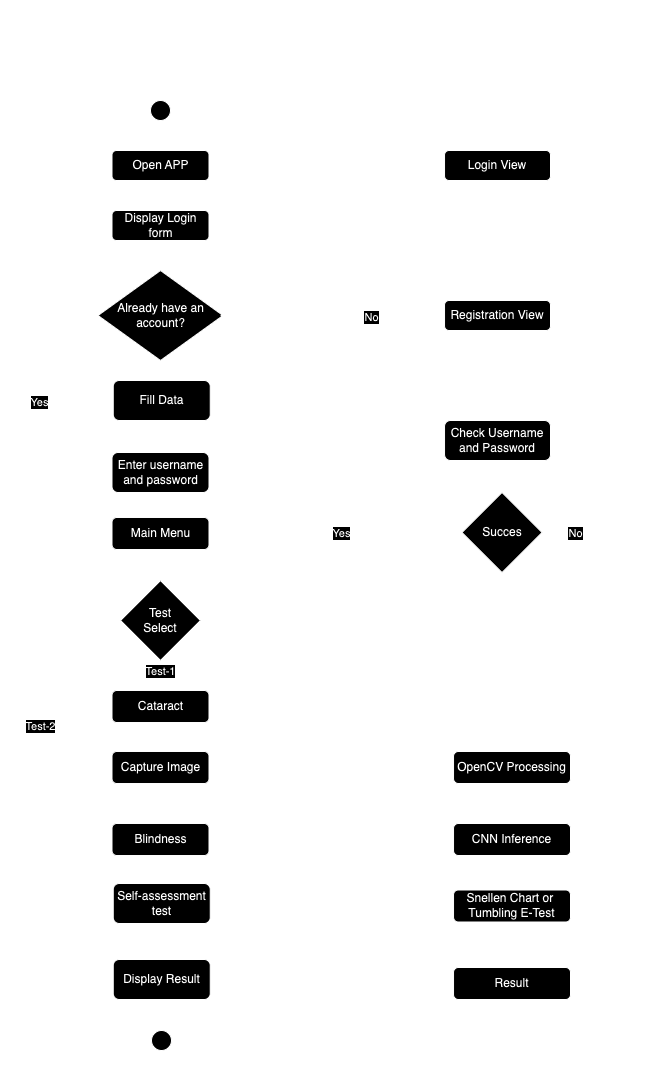 Open APP
Login View
Display Login
form
Already have an
account?
No
Registration View
Yes
Fill Data
Check Username
and Password
Enter username
and password
Main Menu
Yes
Succes
No
Test
Select
Test-1
Cataract
Test-2
Capture Image
OpenCV Processing
Blindness
CNN Inference
Self-assessment
test
Snellen Chart or
Tumbling E-Test
Display Result
Result